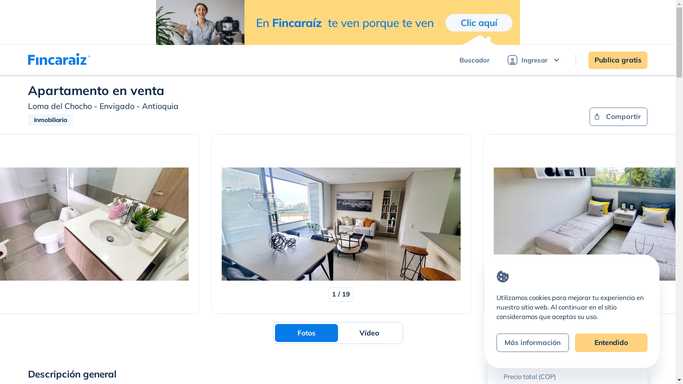 En Fincaraíz te ven porque te ven
Clic aquí
Fincaraíz
Buscador
Ingresar
Publica gratis
Apartamento en venta
Loma del Chocho - Envigado - Antioquia
Inmobiliaria
Compartir
1 / 19
Fotos
Vídeo
Utilizamos cookies para mejorar tu experiencia en
nuestro sitio web. Al continuar en el sitio
consideramos que aceptas su uso.
Más información
Entendido
Descripción general
Precio total (COP)